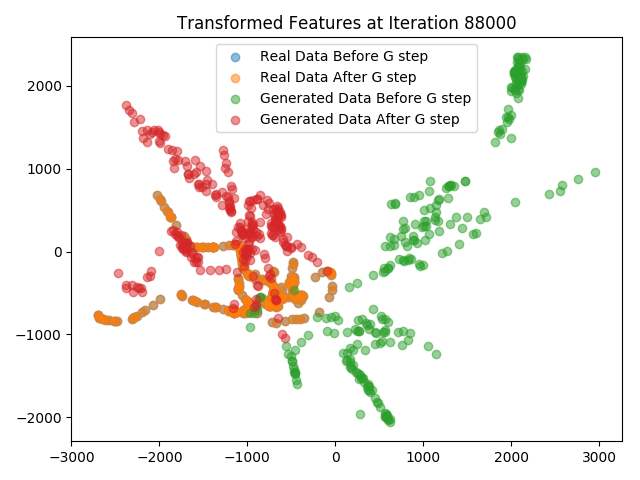 Transformed Features at Iteration 88000
Real Data Before G step
Real Data After G step
Generated Data Before G step
Generated Data After G step
2000
1000
0
−1000
−2000
−3000 −2000 −1000 0 1000 2000 3000